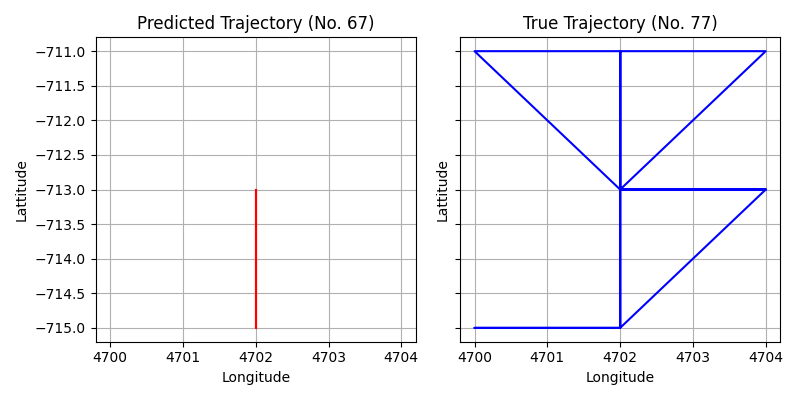 Predicted Trajectory (No. 67)
−711.0
−711.5
−712.0
−712.5
−713.0
−713.5
−714.0
−714.5
−715.0
Lattitude
4700 4701 4702 4703 4704
Longitude
True Trajectory (No. 77)
Lattitude
4700 4701 4702 4703 4704
Longitude